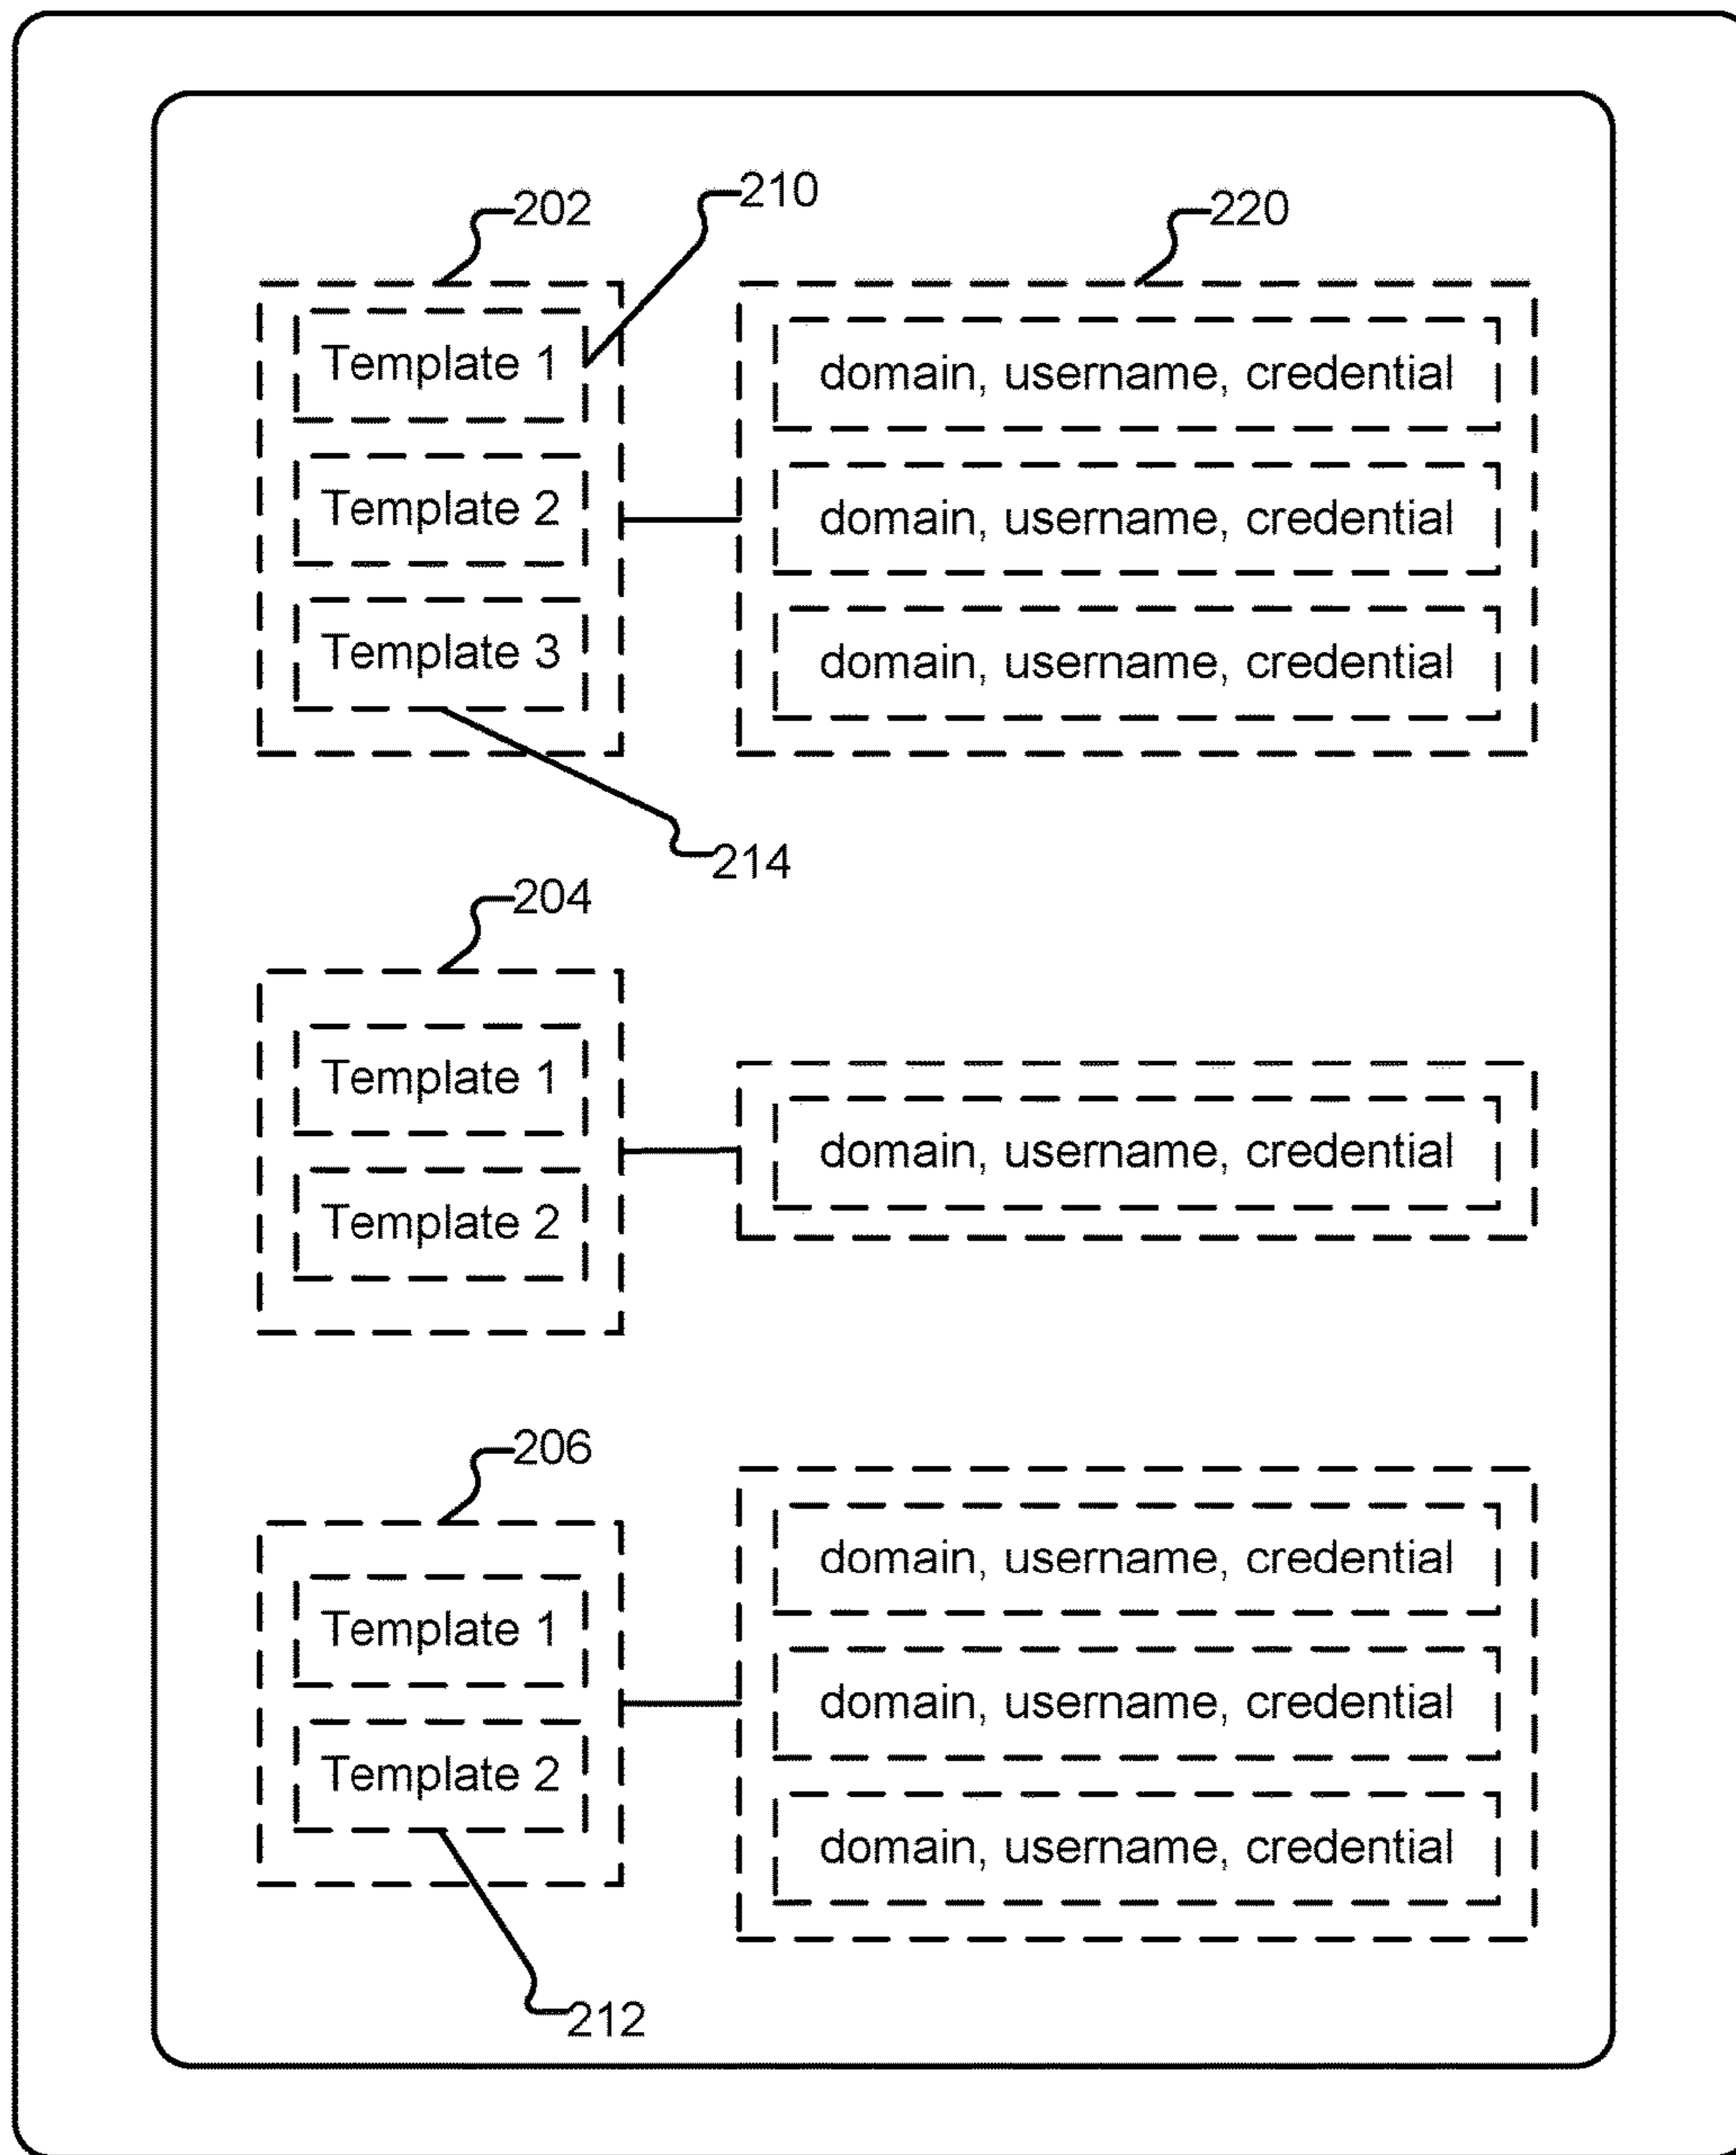 202
210
220
Template 1
domain, username, credential
Template 2
domain, username, credential
Template 3
domain, username, credential
214
204
Template 1
domain, username, credential
Template 2
206
domain, username, credential
Template 1
domain, username, credential
Template 2
domain, username, credential
212